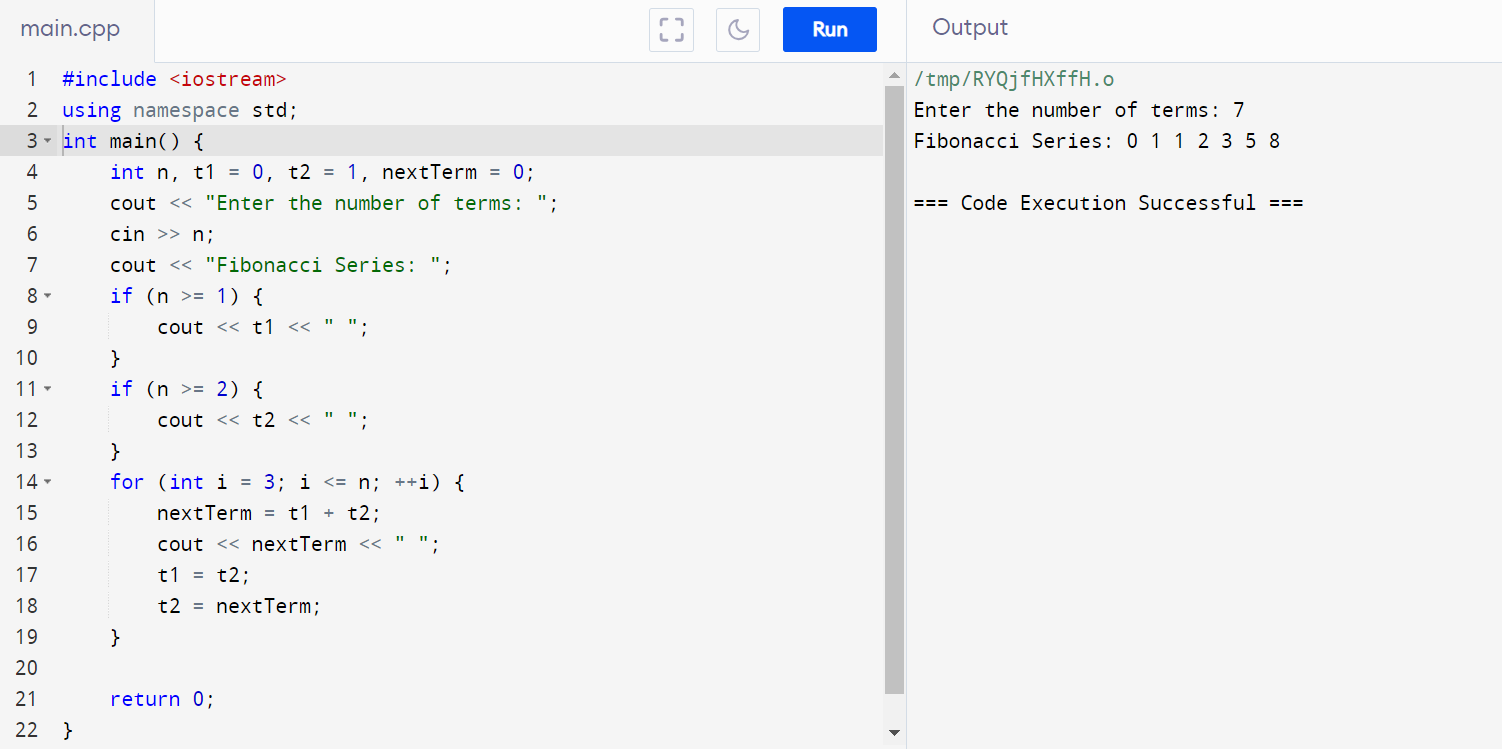 main.cpp
Run
Output
1 #include <iostream>
2 using namespace std;
3 int main() {
4     int n, t1 = 0, t2 = 1, nextTerm = 0;
5     cout << "Enter the number of terms: ";
6     cin >> n;
7     cout << "Fibonacci Series: ";
8     if (n >= 1) {
9         cout << t1 << " ";
10     }
11     if (n >= 2) {
12         cout << t2 << " ";
13     }
14     for (int i = 3; i <= n; ++i) {
15         nextTerm = t1 + t2;
16         cout << nextTerm << " ";
17         t1 = t2;
18         t2 = nextTerm;
19     }
20
21     return 0;
22 }
/tmp/RYQjfHXffH.o
Enter the number of terms: 7
Fibonacci Series: 0 1 1 2 3 5 8
=== Code Execution Successful ===